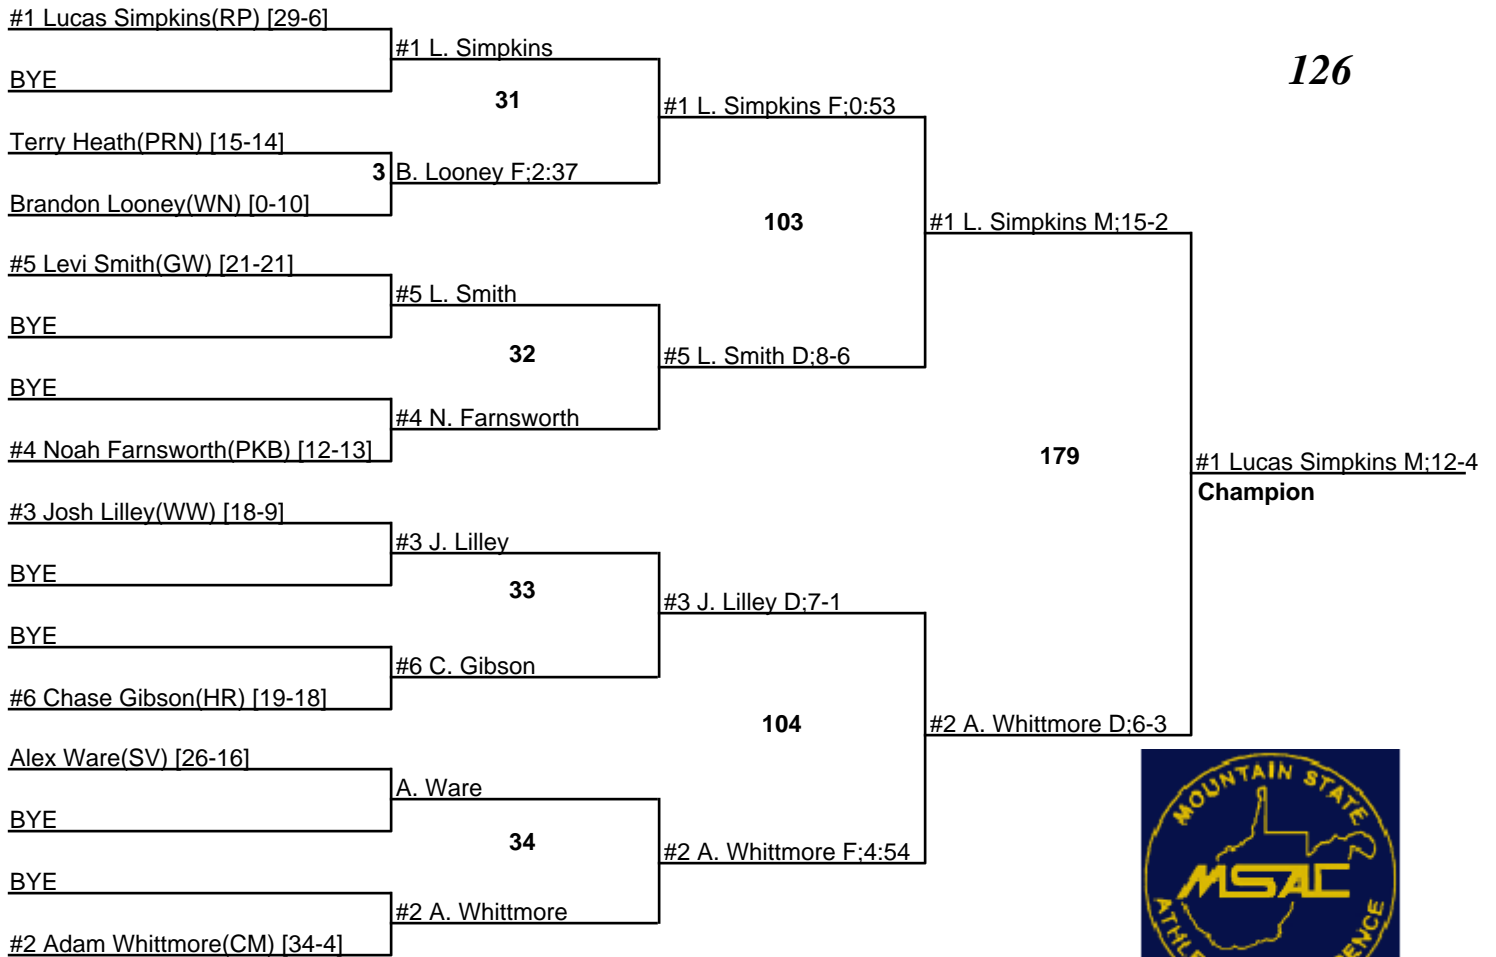 #1 Lucas Simpkins(RP) [29-6]
#1 L. Simpkins
126
BYE
31
#1 L. Simpkins F;0:53
Terry Heath(PRN) [15-14]
3 B. Looney F;2:37
Brandon Looney(WN) [0-10]
103
#1 L. Simpkins M;15-2
#5 Levi Smith(GW) [21-21]
#5 L. Smith
BYE
32
#5 L. Smith D;8-6
BYE
#4 N. Farnsworth
#4 Noah Farnsworth(PKB) [12-13]
179
#1 Lucas Simpkins M;12-4
Champion
#3 Josh Lilley(WW) [18-9]
#3 J. Lilley
BYE
33
#3 J. Lilley D;7-1
BYE
#6 C. Gibson
#6 Chase Gibson(HR) [19-18]
104
#2 A. Whittmore D;6-3
Alex Ware(SV) [26-16]
A. Ware
BYE
34
#2 A. Whittmore F;4:54
BYE
#2 A. Whittmore
#2 Adam Whittmore(CM) [34-4]
MOUNTAIN STATE
MSAC